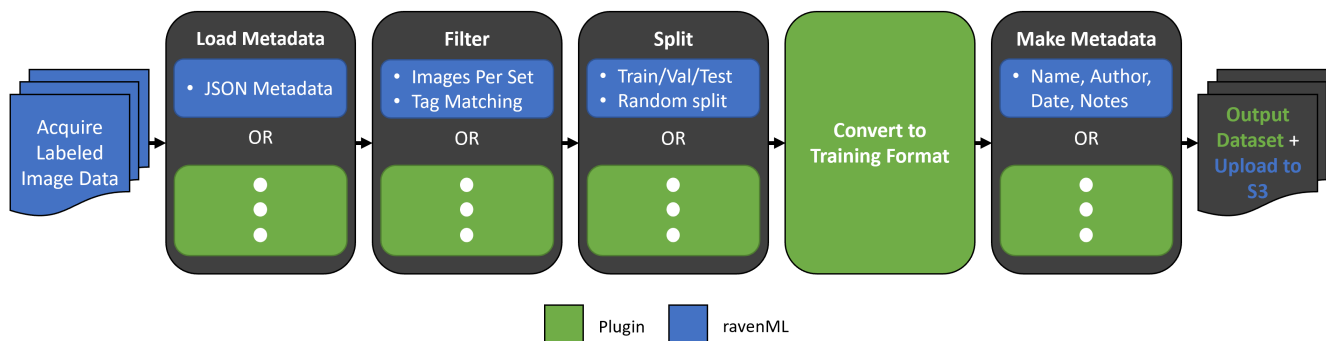 Acquire
Labeled
Image Data
Load Metadata
• JSON Metadata
OR
Filter
• Images Per Set
• Tag Matching
OR
Split
• Train/Val/Test
• Random split
OR
Convert to
Training Format
Make Metadata
• Name, Author,
Date, Notes
OR
Output
Dataset +
Upload to
S3
Plugin
ravenML